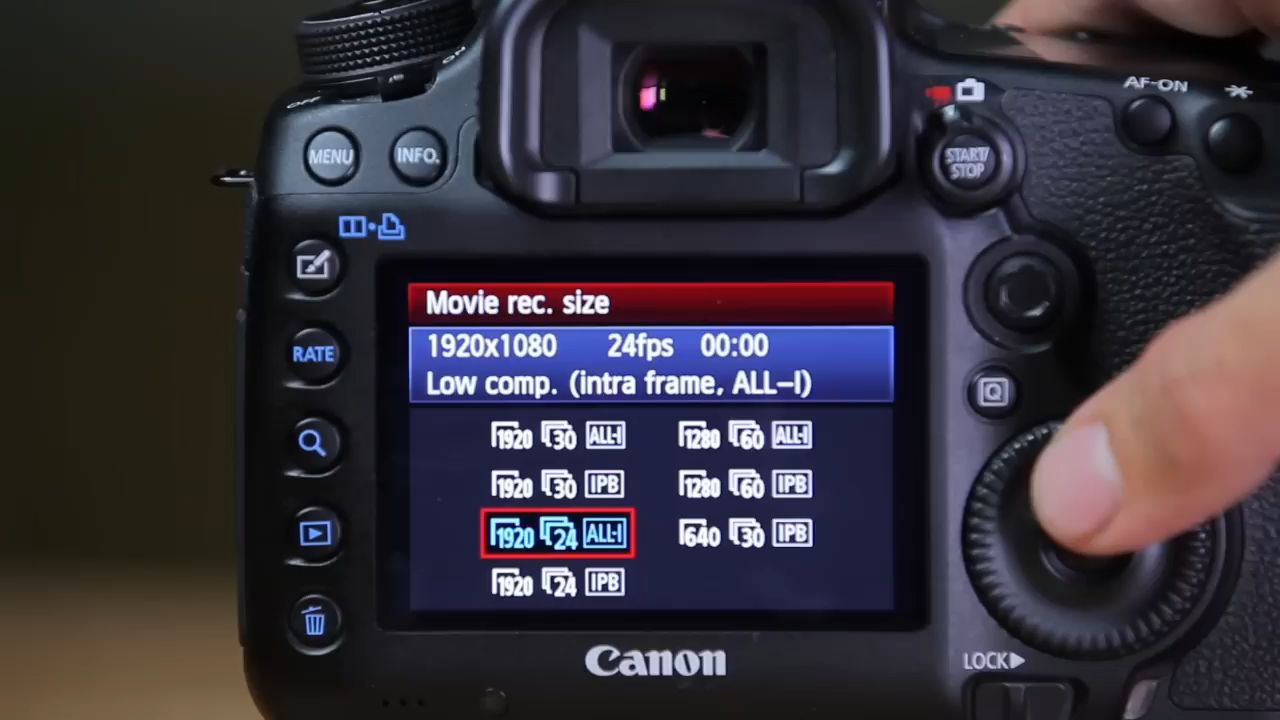 ON
OFF
MENU
INFO.
AF-ON
START/
STOP
RATE
Movie rec. size
1920x1080 24fps 00:00
Low comp. (intra frame, ALL-I)
1920 30 ALL-I 1280 60 ALL-I
1920 30 IPB 1280 60 IPB
1920 24 ALL-I 640 30 IPB
1920 24 IPB
Q
Canon
LOCK